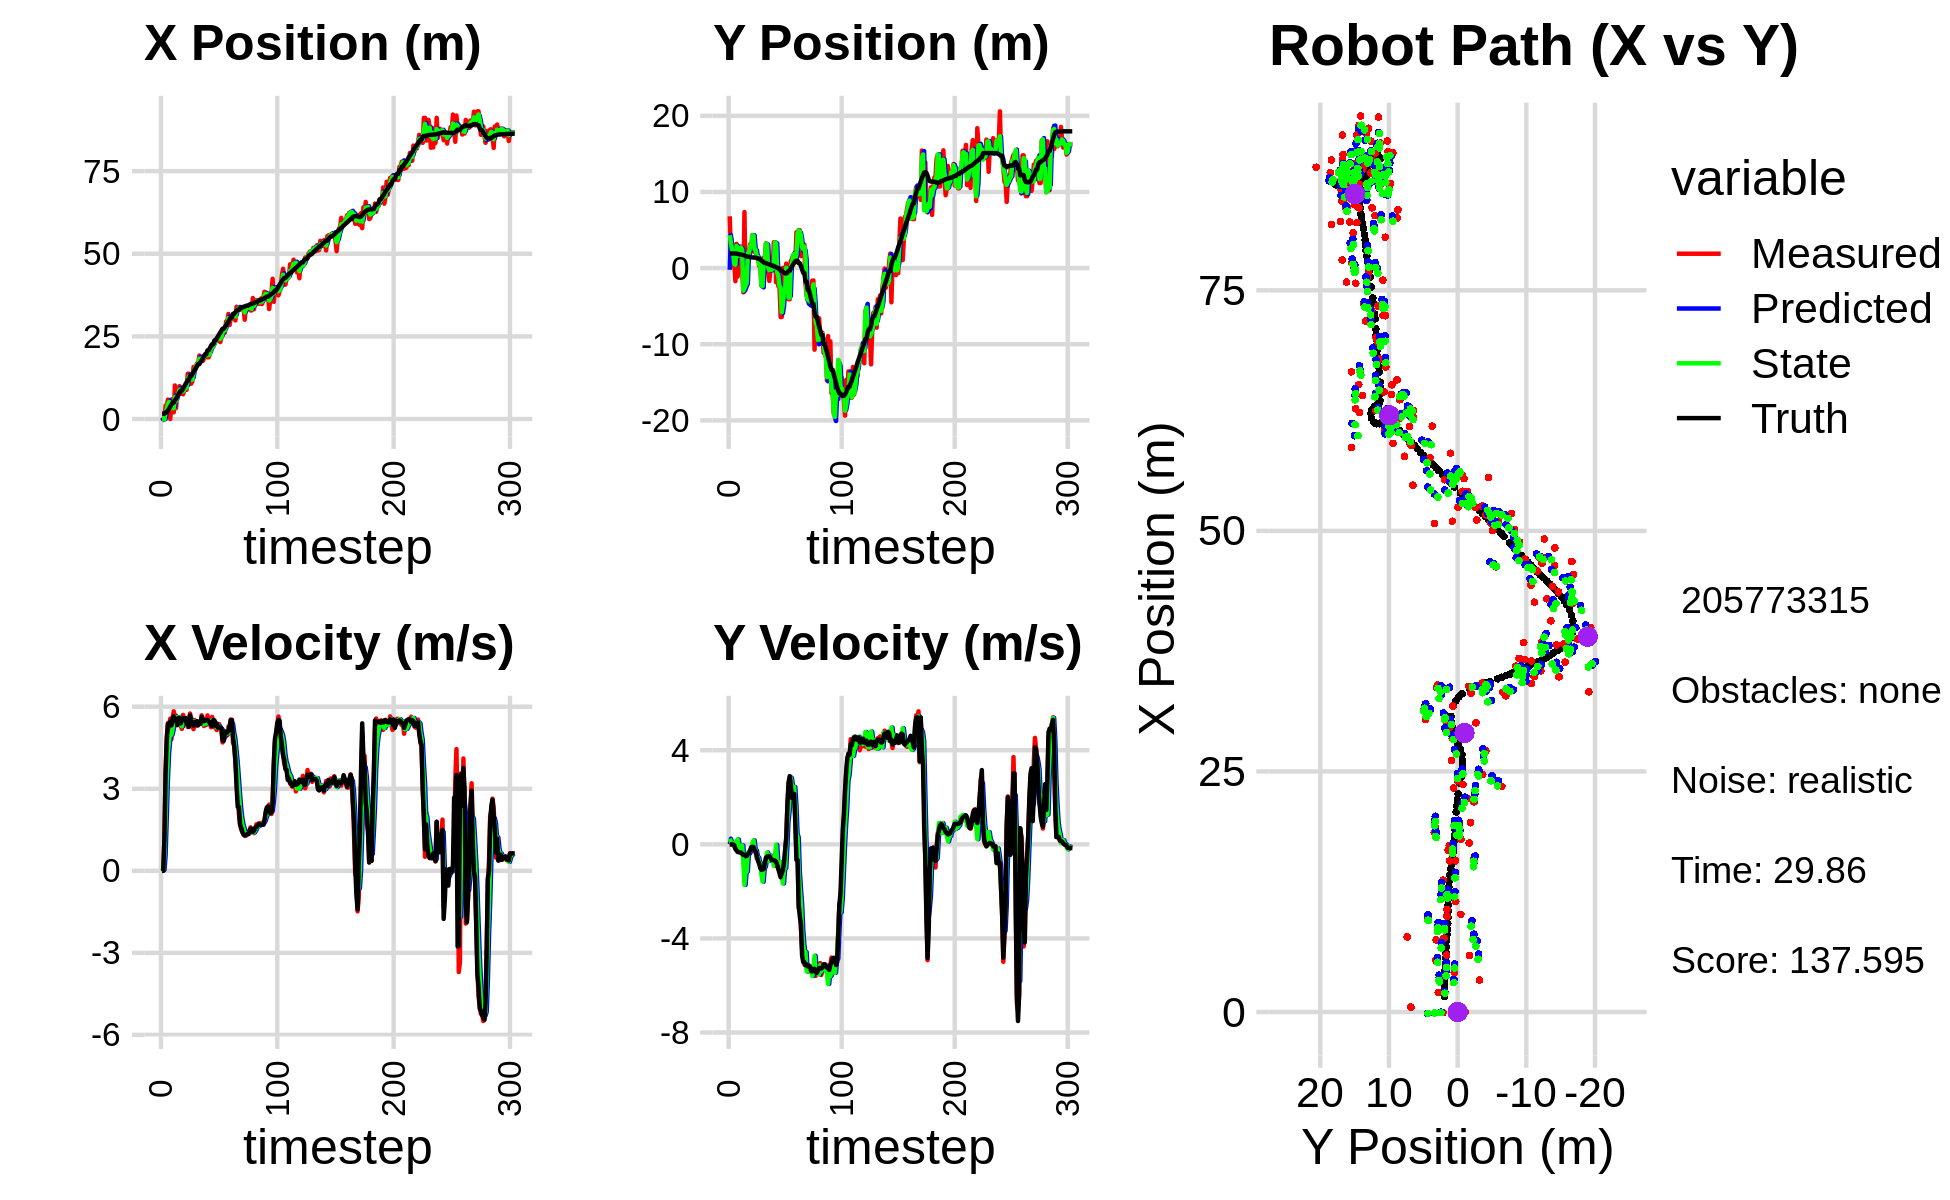 X Position (m)
75
50
25
0
0
100
200
300
timestep
Y Position (m)
20
10
0
-10
-20
0
100
200
300
timestep
X Velocity (m/s)
6
3
0
-3
-6
0
100
200
300
timestep
Y Velocity (m/s)
4
0
-4
-8
0
100
200
300
timestep
Robot Path (X vs Y)
X Position (m)
75
50
25
0
20 10 0 -10 -20
Y Position (m)
variable
Measured
Predicted
State
Truth
205773315
Obstacles: none
Noise: realistic
Time: 29.86
Score: 137.595